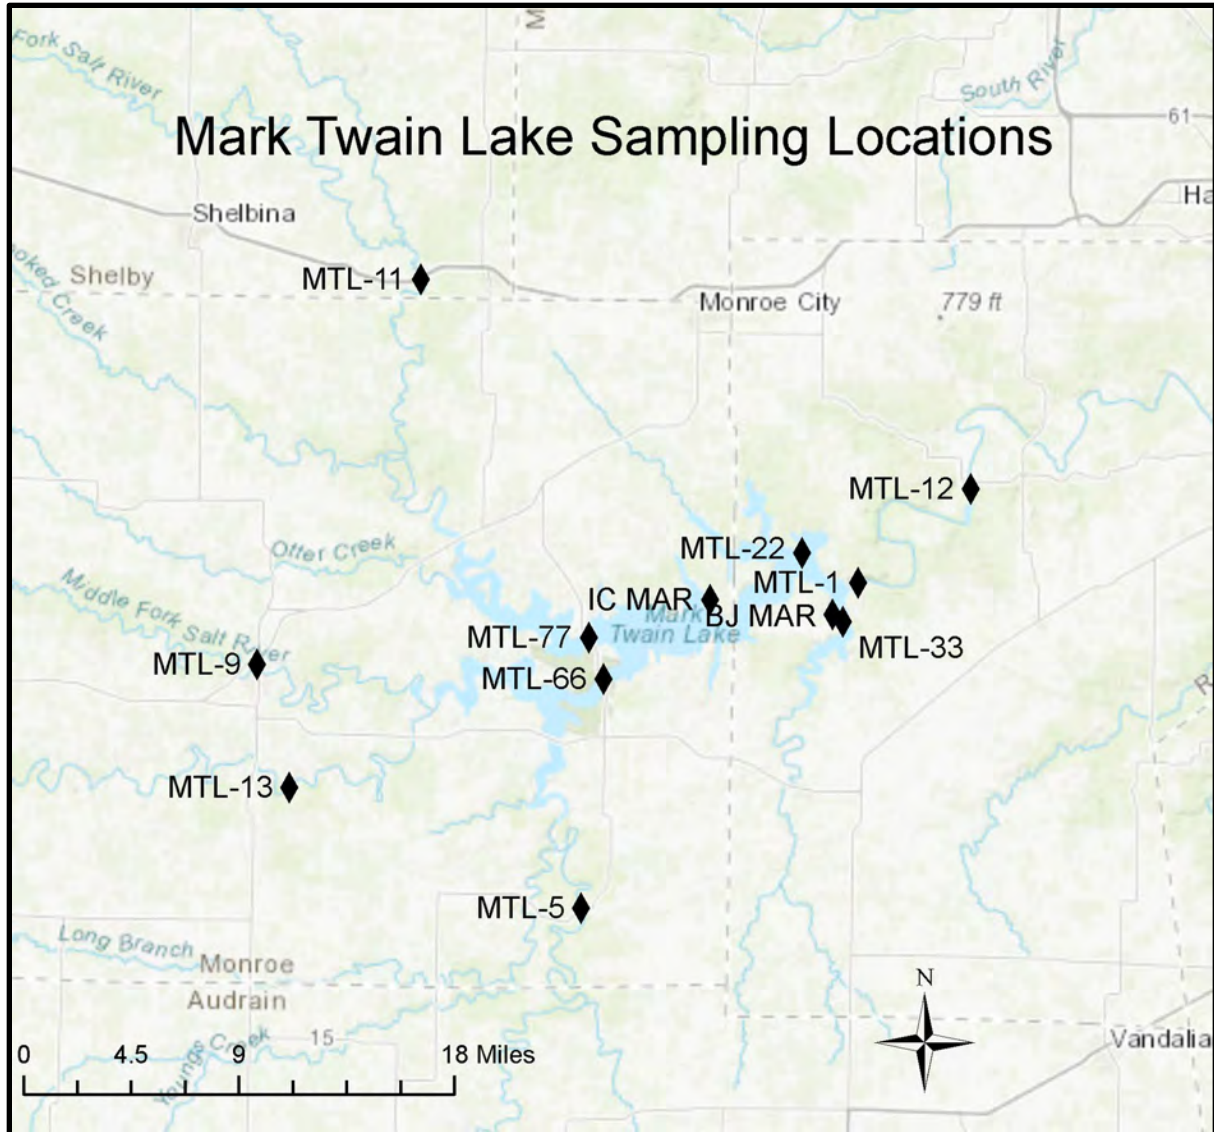 M
Fork Salt River
South River
61
Mark Twain Lake Sampling Locations
Ha
Shelbina
Shelby
MTL-11
ooked Creek
Monroe City
779 ft
MTL-12
Otter Creek
MTL-22
MTL-1
IC MAR
Mark
Twain Lake
BJ MAR
MTL-33
Middle Fork
Salt River
MTL-77
MTL-9
MTL-66
R
MTL-13
MTL-5
Long Branch
Monroe
Audrain
N
Youngs Creek
15
Vandalia
0 4.5 9 18 Miles